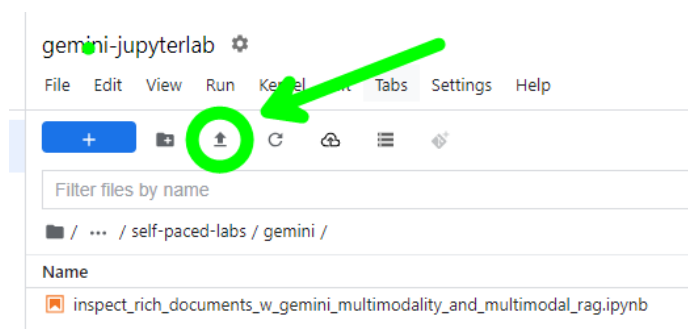 gemini-jupyterlab
File Edit View Run Kernel Tabs Settings Help
+
Filter files by name
/ ... / self-paced-labs / gemini /
Name
inspect_rich_documents_w_gemini_multimodality_and_multimodal_rag.ipynb